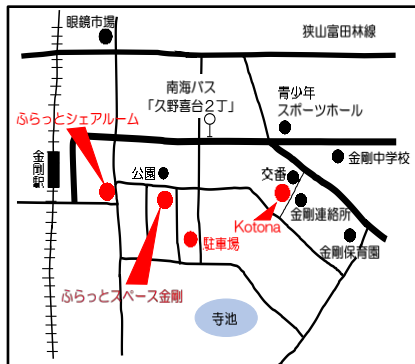 眼鏡市場
狭山富田林線
南海バス
「久野喜台2丁」
青少年
スポーツホール
ふらっとシェアルーム
金剛駅
公園
交番
金剛中学校
Kotona
金剛連絡所
駐車場
金剛保育園
ふらっとスペース金剛
寺池